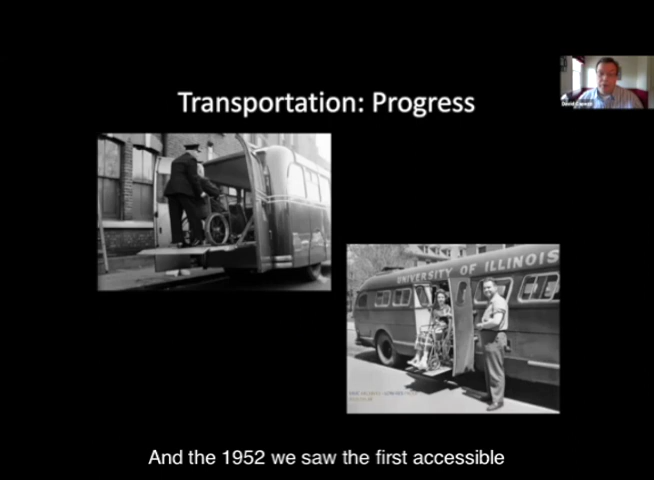 Transportation: Progress
UNIVERSITY OF ILLINOIS
And the 1952 we saw the first accessible